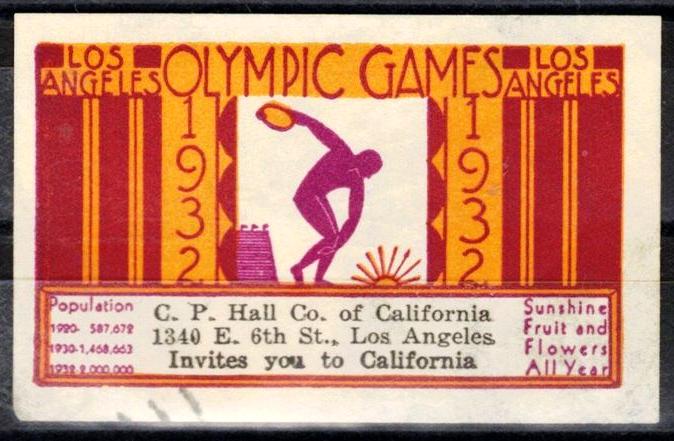 LOS ANGELES
OLYMPIC GAMES
LOS ANGELES
1932
1932
Population
1920- 587,672
1930-1,468,663
1932-2,000,000
C. P. Hall Co. of California
1340 E. 6th St., Los Angeles
Invites you to California
Sunshine
Fruit and
Flowers
All Year